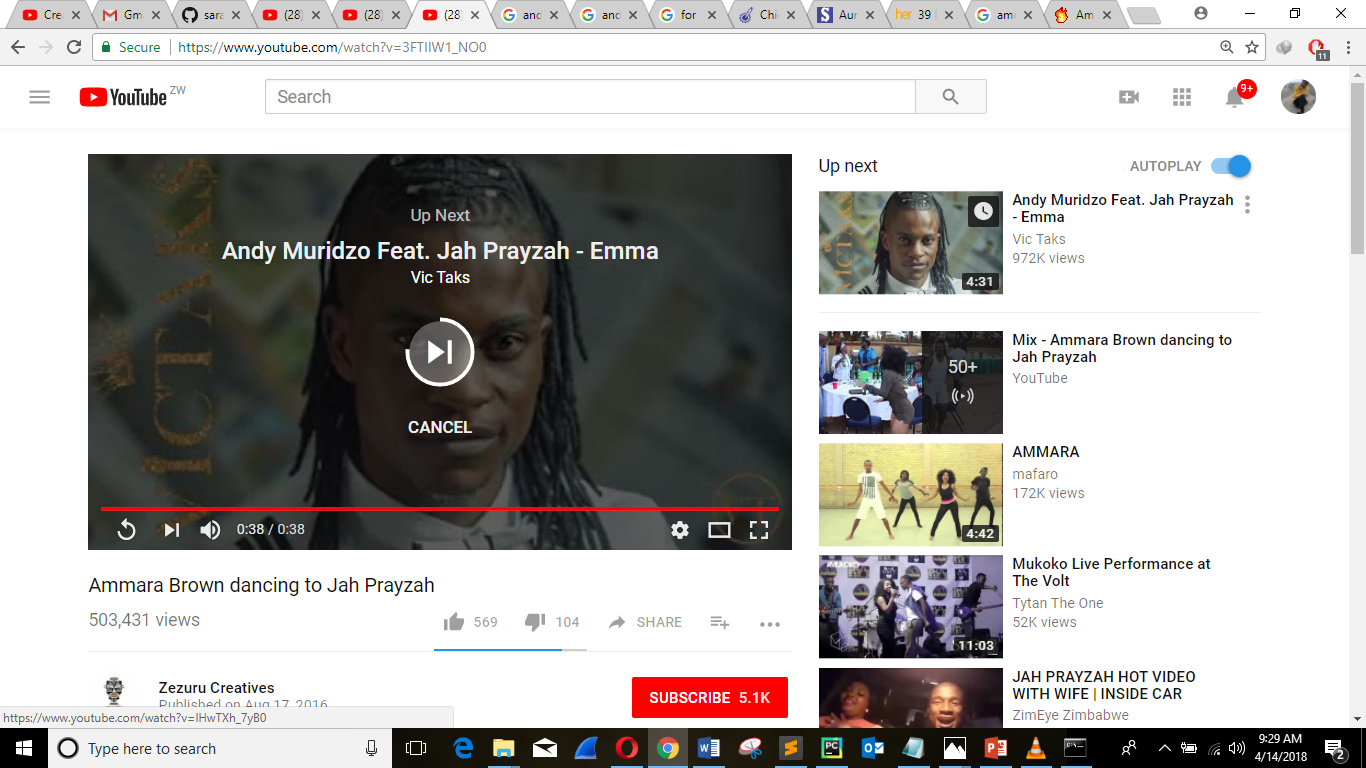 Cre
Gm
sara
(28)
(28)
(28)
and
and
for
Chi
Aur
her 39
ama
Am
Secure https://www.youtube.com/watch?v=3FTIIW1_NO0
11
YouTube ZW
Search
9+
Up Next
Andy Muridzo Feat. Jah Prayzah - Emma
Vic Taks
CANCEL
0:38 / 0:38
Ammara Brown dancing to Jah Prayzah
503,431 views
569
104
SHARE
Zezuru Creatives
Published on Aug 17, 2016
SUBSCRIBE 5.1K
Up next
AUTOPLAY
Andy Muridzo Feat. Jah Prayzah
- Emma
Vic Taks
972K views
4:31
Mix - Ammara Brown dancing to
Jah Prayzah
YouTube
50+
AMMARA
mafaro
172K views
4:42
Mukoko Live Performance at
The Volt
Tytan The One
52K views
#MUKOKO
11:03
JAH PRAYZAH HOT VIDEO
WITH WIFE | INSIDE CAR
ZimEye Zimbabwe
https://www.youtube.com/watch?v=IHwTXh_7yB0
Type here to search
9:29 AM
4/14/2018
2